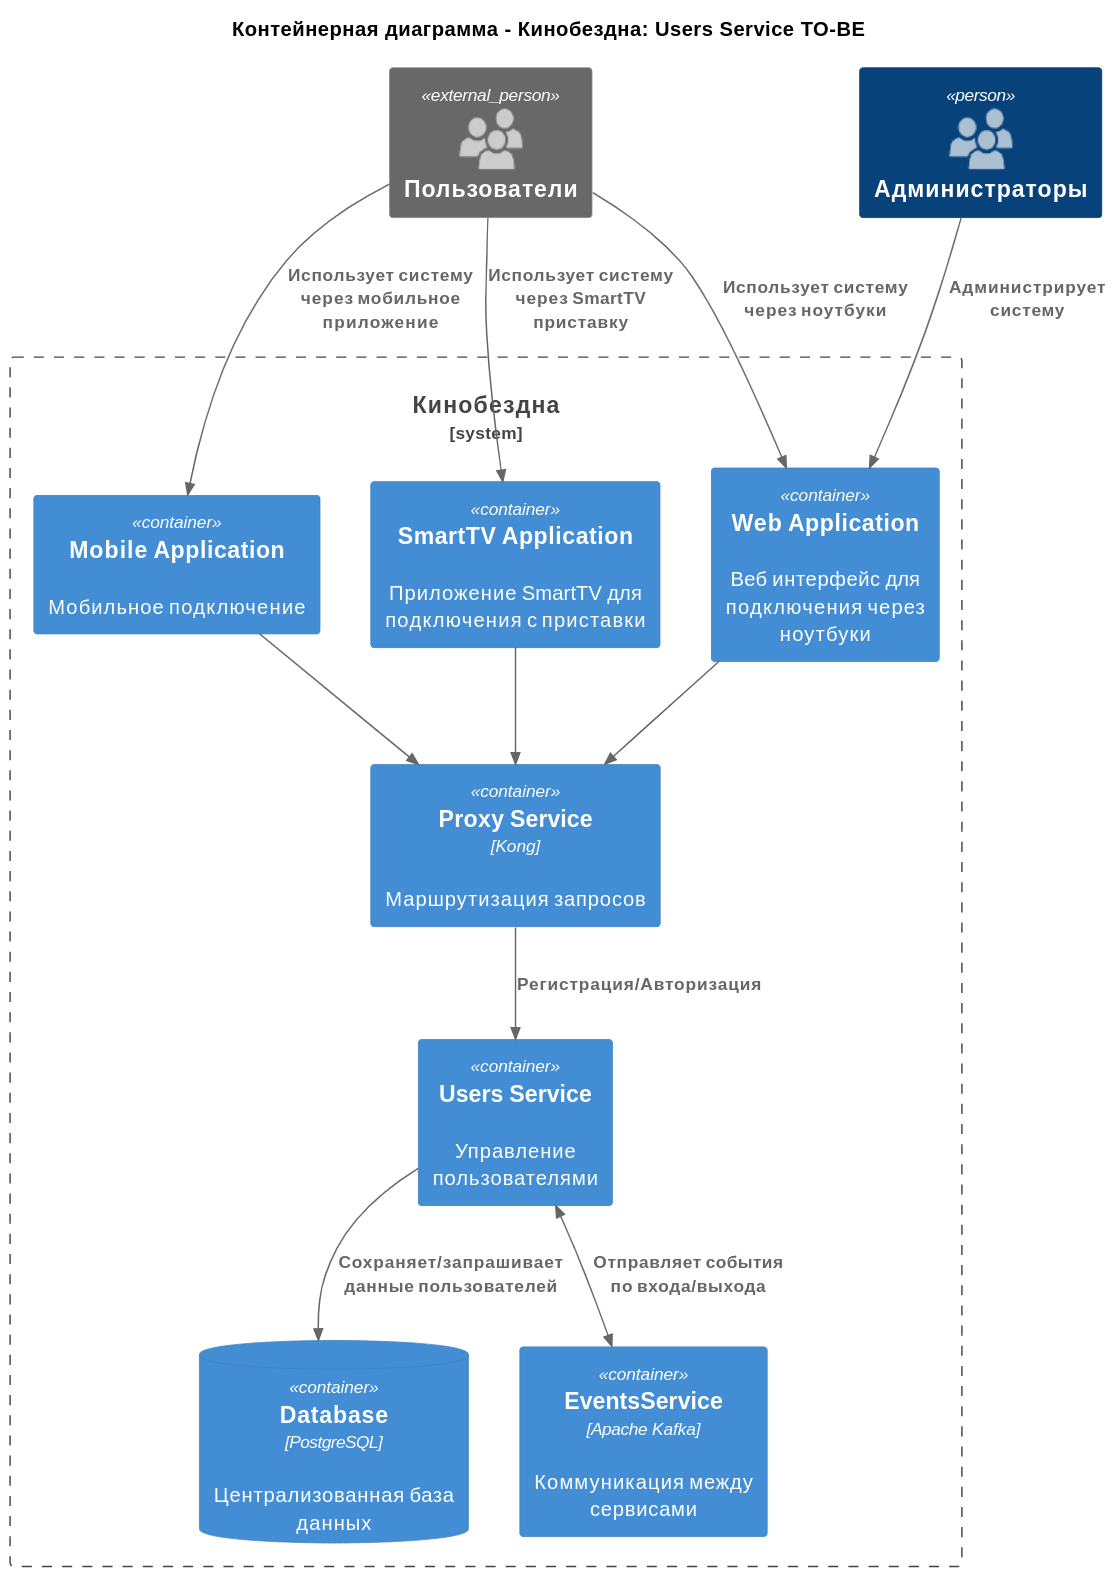 Контейнерная диаграмма - Кинобездна: Users Service TO-BE
«external_person»
Пользователи
«person»
Администраторы
Использует систему
через мобильное
приложение
Использует систему
через SmartTV
приставку
Использует систему
через ноутбуки
Администрирует
систему
Кинобездна
[system]
«container»
Mobile Application
Мобильное подключение
«container»
SmartTV Application
Приложение SmartTV для
подключения с приставки
«container»
Web Application
Веб интерфейс для
подключения через
ноутбуки
«container»
Proxy Service
[Kong]
Маршрутизация запросов
Регистрация/Авторизация
«container»
Users Service
Управление
пользователями
Сохраняет/запрашивает
данные пользователей
Отправляет события
по входа/выхода
«container»
Database
[PostgreSQL]
Централизованная база
данных
«container»
EventsService
[Apache Kafka]
Коммуникация между
сервисами